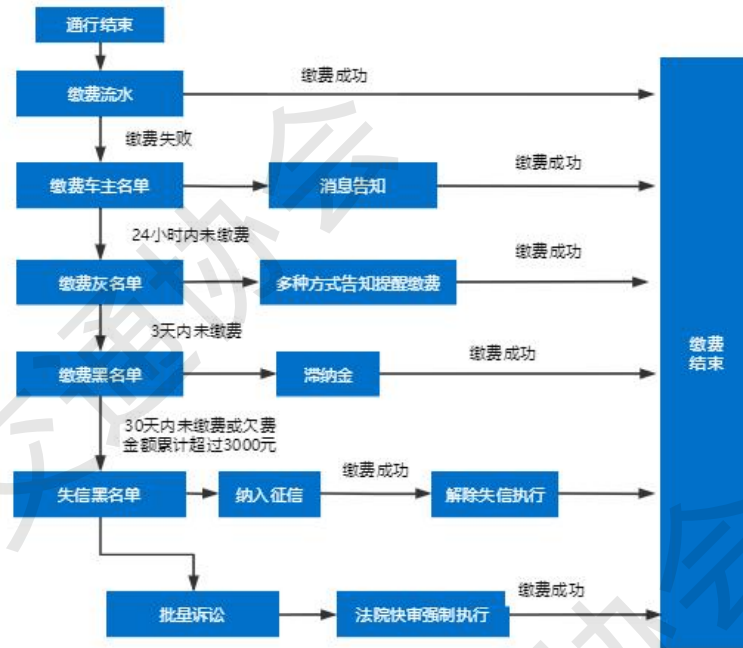 通行结束
缴费流水
缴费成功
缴费失败
缴费车主名单
消息告知
缴费成功
24小时内未缴费
缴费灰名单
多种方式告知提醒缴费
缴费成功
3天内未缴费
缴费黑名单
滞纳金
缴费成功
缴费
结束
30天内未缴费或欠费
金额累计超过3000元
失信黑名单
纳入征信
缴费成功
解除失信执行
批量诉讼
法院快审强制执行
缴费成功
交通协会
协会